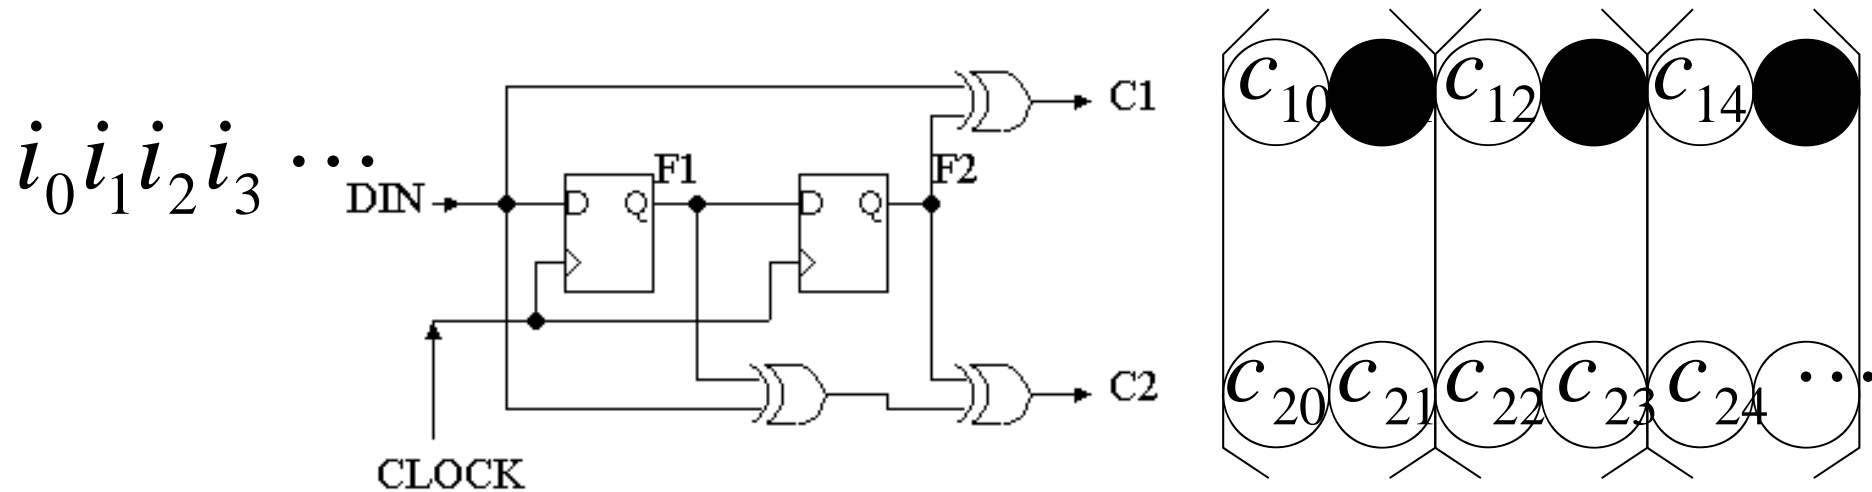 i0i1i2i3 ⋯
DIN
CLOCK
D Q
F1
D Q
F2
C1
C2
c10 c12 c14
c20 c21 c22 c23 c24 ⋯